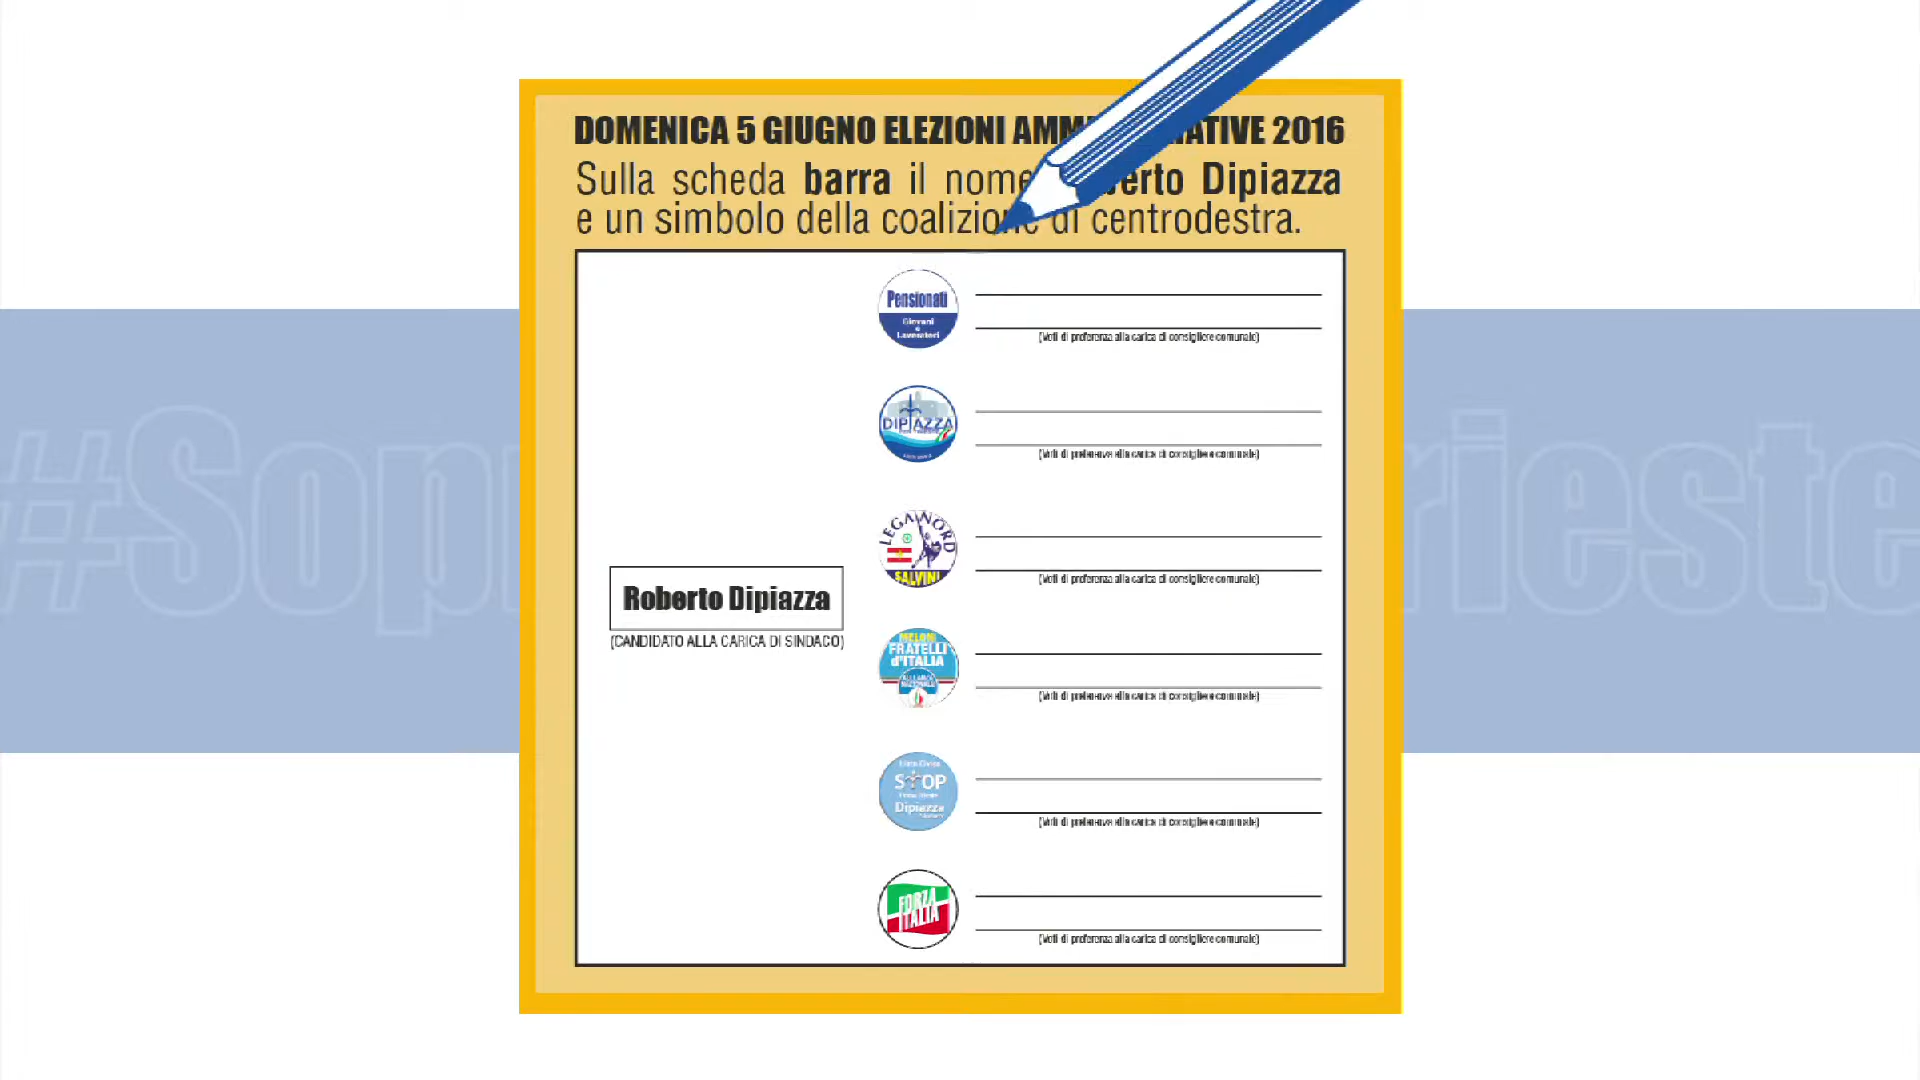 DOMENICA 5 GIUGNO ELEZIONI AMM ATIVE 2016
Sulla scheda barra il nome erto Dipiazza
e un simbolo della coalizione di centrodestra.
#Sop rieste
Pensionati
Giovani
e
Lavoratori
(Voti di preferenza alla carica di consigliere comunale)
DIPIAZZA
(Voti di preferenza alla carica di consigliere comunale)
LEGA NORD
SALVINI
(Voti di preferenza alla carica di consigliere comunale)
Roberto Dipiazza
(CANDIDATO ALLA CARICA DI SINDACO)
MELONI
FRATELLI
d'ITALIA
(Voti di preferenza alla carica di consigliere comunale)
STOP
Dipiazza
(Voti di preferenza alla carica di consigliere comunale)
FORZA
ITALIA
(Voti di preferenza alla carica di consigliere comunale)